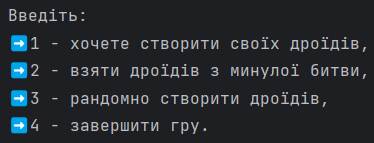 Введіть:
➡1 - хочете створити своїх дроїдів,
➡2 - взяти дроїдів з минулої битви,
➡3 - рандомно створити дроїдів,
➡4 - завершити гру.